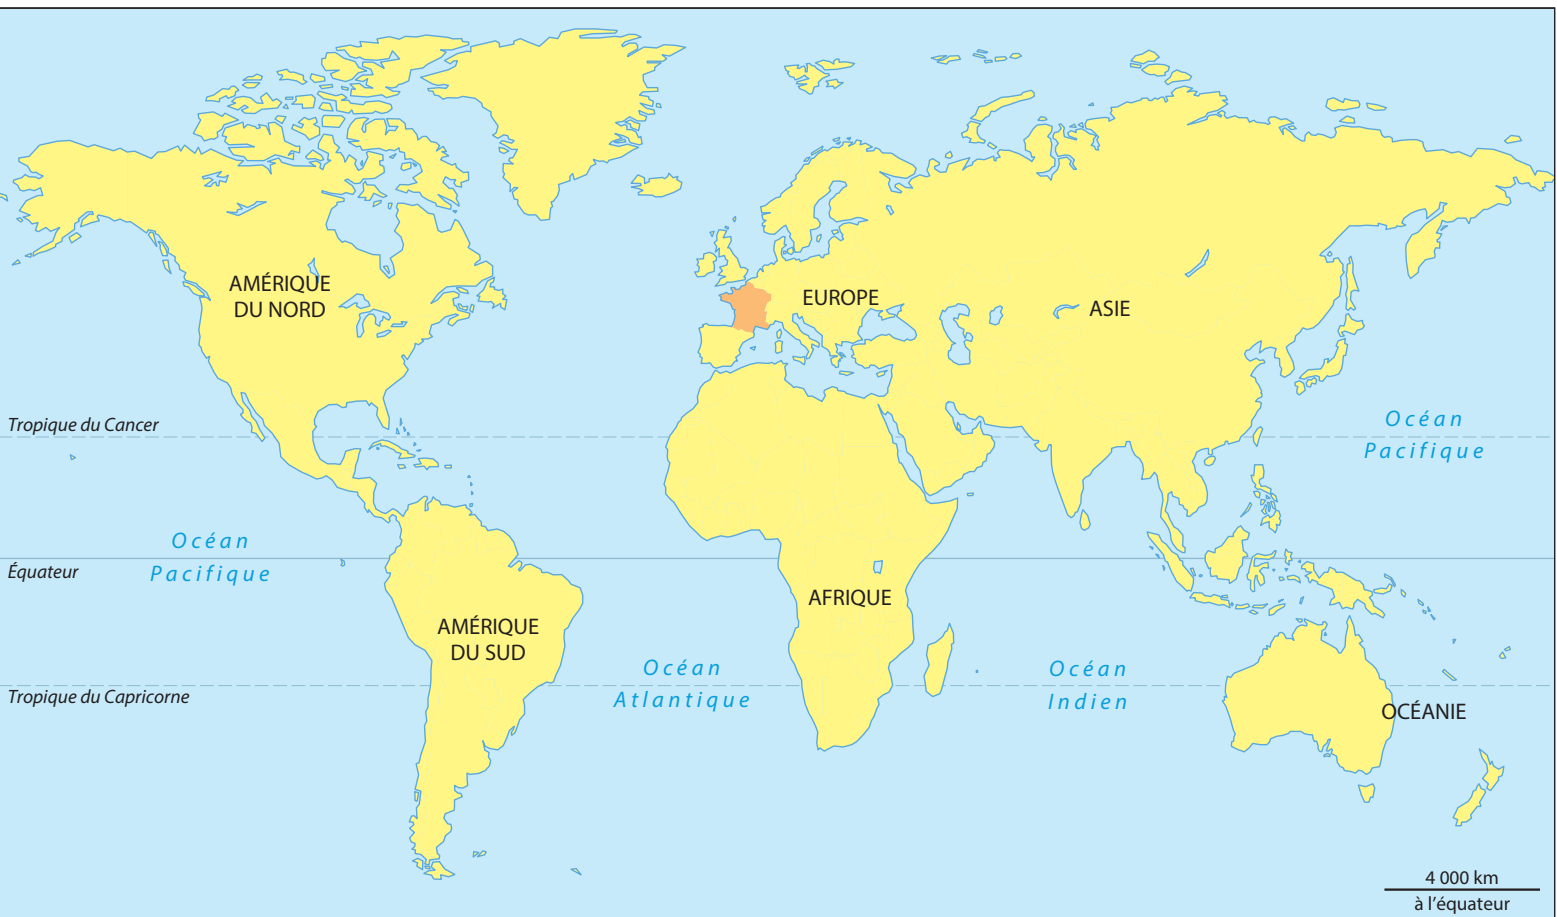 AMÉRIQUE
DU NORD
EUROPE
ASIE
Tropique du Cancer
Océan
Pacifique
Océan
Pacifique
Équateur
AFRIQUE
AMÉRIQUE
DU SUD
Océan
Atlantique
Océan
Indien
Tropique du Capricorne
OCÉANIE
4 000 km
à l'équateur